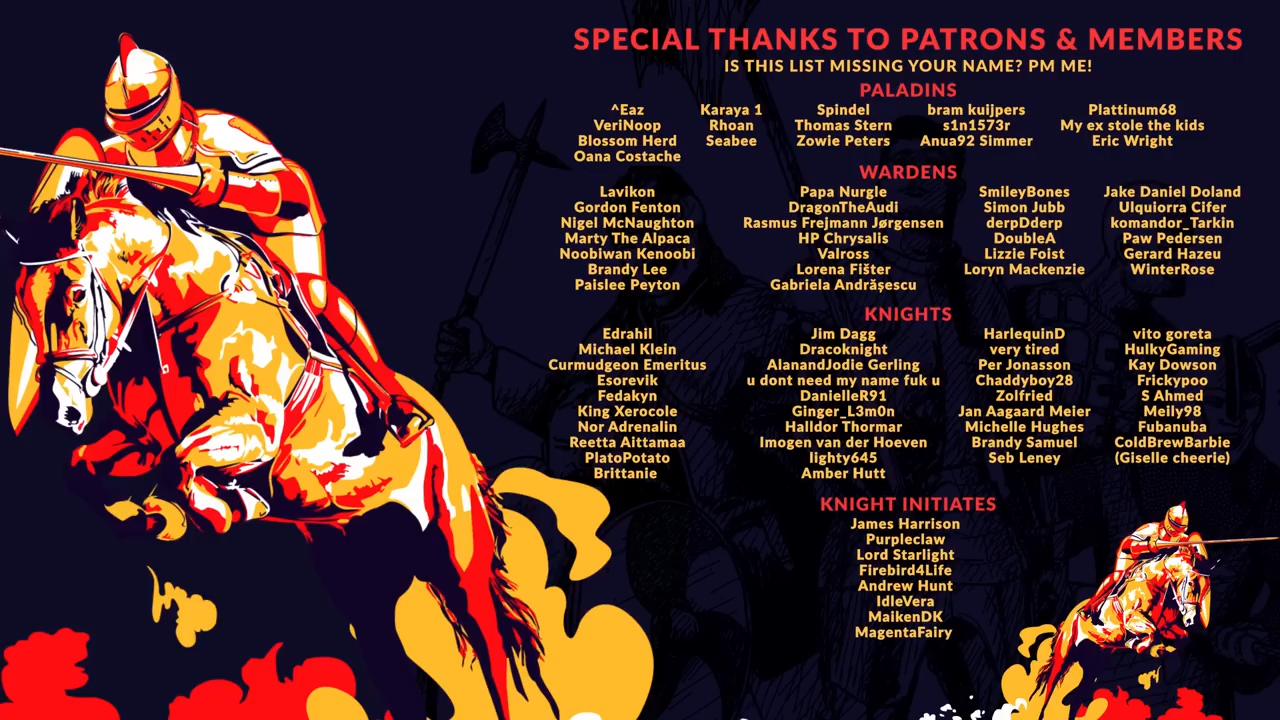 SPECIAL THANKS TO PATRONS & MEMBERS
IS THIS LIST MISSING YOUR NAME? PM ME!
PALADINS
^Eaz
VeriNoop
Blossom Herd
Oana Costache
Karaya 1
Rhoan
Seabee
Spindel
Thomas Stern
Zowie Peters
bram kuijpers
s1n1573r
Anua92 Simmer
Plattinum68
My ex stole the kids
Eric Wright
WARDENS
Lavikon
Gordon Fenton
Nigel McNaughton
Marty The Alpaca
Noobiwan Kenoobi
Brandy Lee
Paislee Peyton
Papa Nurgle
DragonTheAudi
Rasmus Frejmann Jørgensen
HP Chrysalis
Valross
Lorena Fišter
Gabriela Andrășescu
SmileyBones
Simon Jubb
derpDderp
DoubleA
Lizzie Foist
Loryn Mackenzie
Jake Daniel Doland
Ulquiorra Cifer
komandor_Tarkin
Paw Pedersen
Gerard Hazeu
WinterRose
KNIGHTS
Edrahil
Michael Klein
Curmudgeon Emeritus
Esorevik
Fedakyn
King Xerocole
Nor Adrenalin
Reetta Aittamaa
PlatoPotato
Brittanie
Jim Dagg
Dracoknight
AlanandJodie Gerling
u dont need my name fuk u
DanielleR91
Ginger_L3m0n
Halldor Thormar
Imogen van der Hoeven
lighty645
Amber Hutt
HarlequinD
very tired
Per Jonasson
Chaddyboy28
Zolfried
Jan Aagaard Meier
Michelle Hughes
Brandy Samuel
Seb Leney
vito goreta
HulkyGaming
Kay Dowson
Frickypoo
S Ahmed
Meily98
Fubanuba
ColdBrewBarbie
(Giselle cheerie)
KNIGHT INITIATES
James Harrison
Purpleclaw
Lord Starlight
Firebird4Life
Andrew Hunt
IdleVera
MaikenDK
MagentaFairy